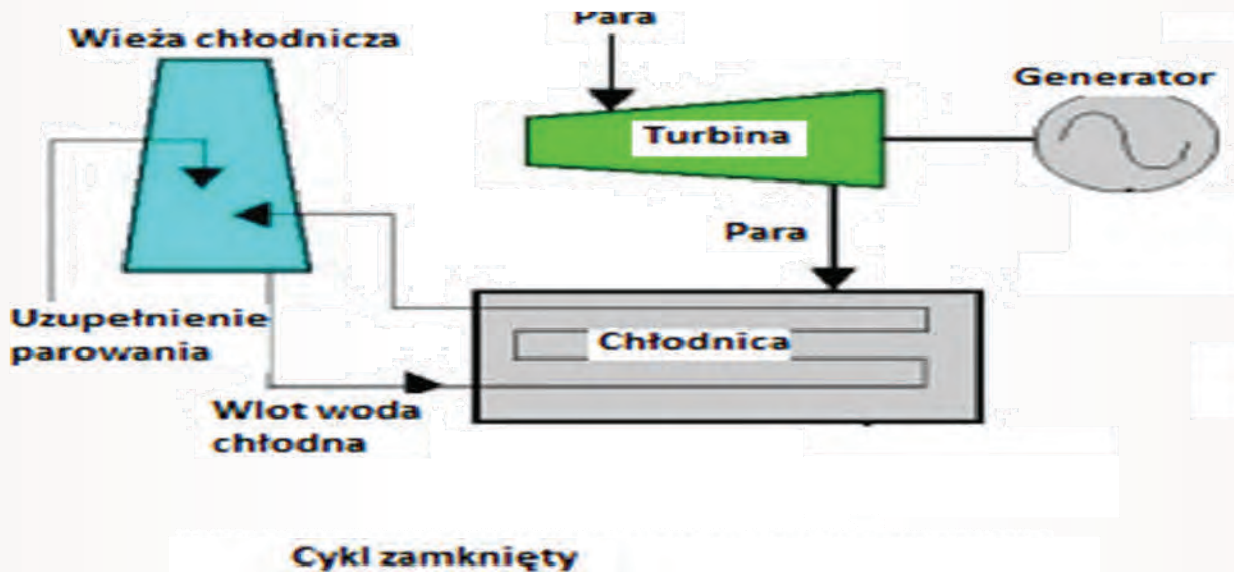 Para
Wieża chłodnicza
Generator
Turbina
Para
Uzupełnienie
parowania
Chłodnica
Wlot woda
chłodna
Cykl zamknięty